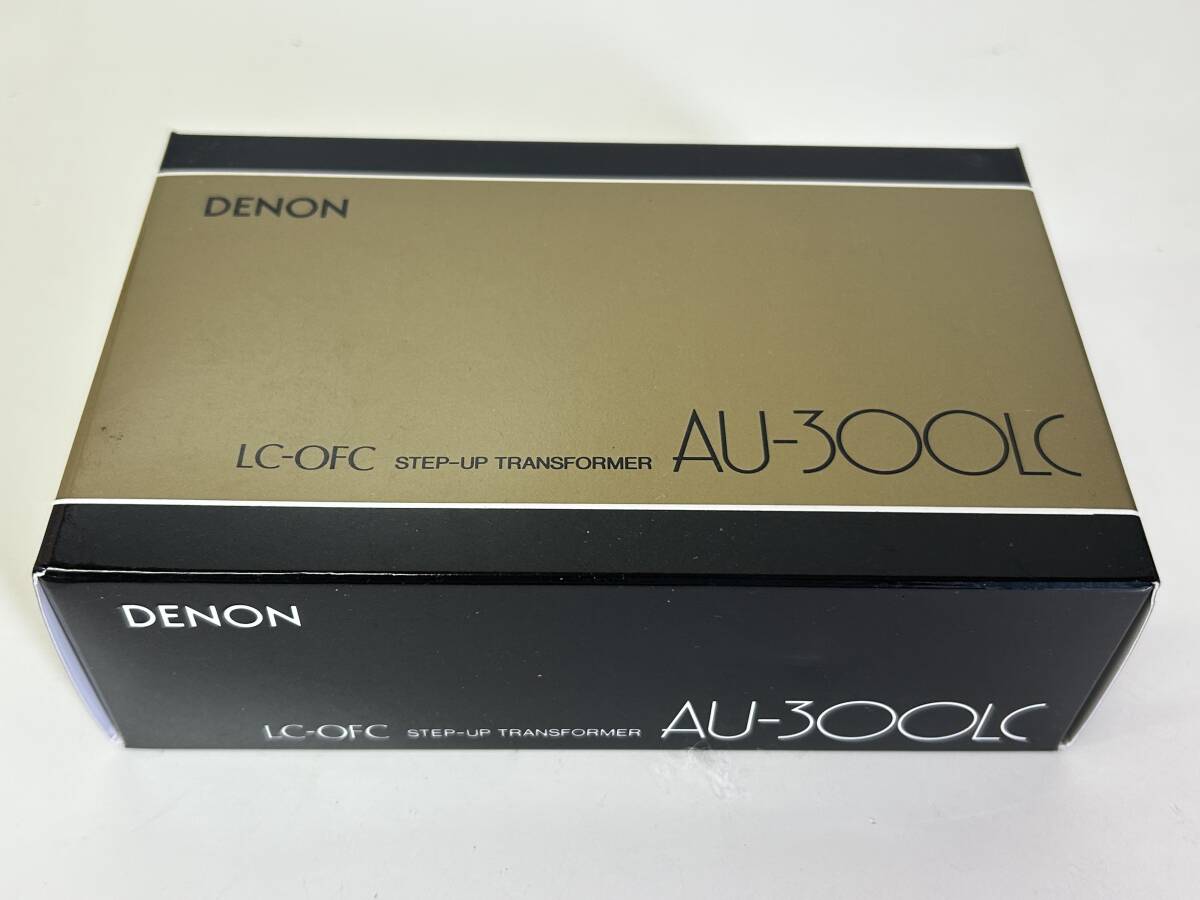 DENON
LC-OFC STEP-UP TRANSFORMER AU-300LC
DENON
LC-OFC STEP-UP TRANSFORMER AU-300LC